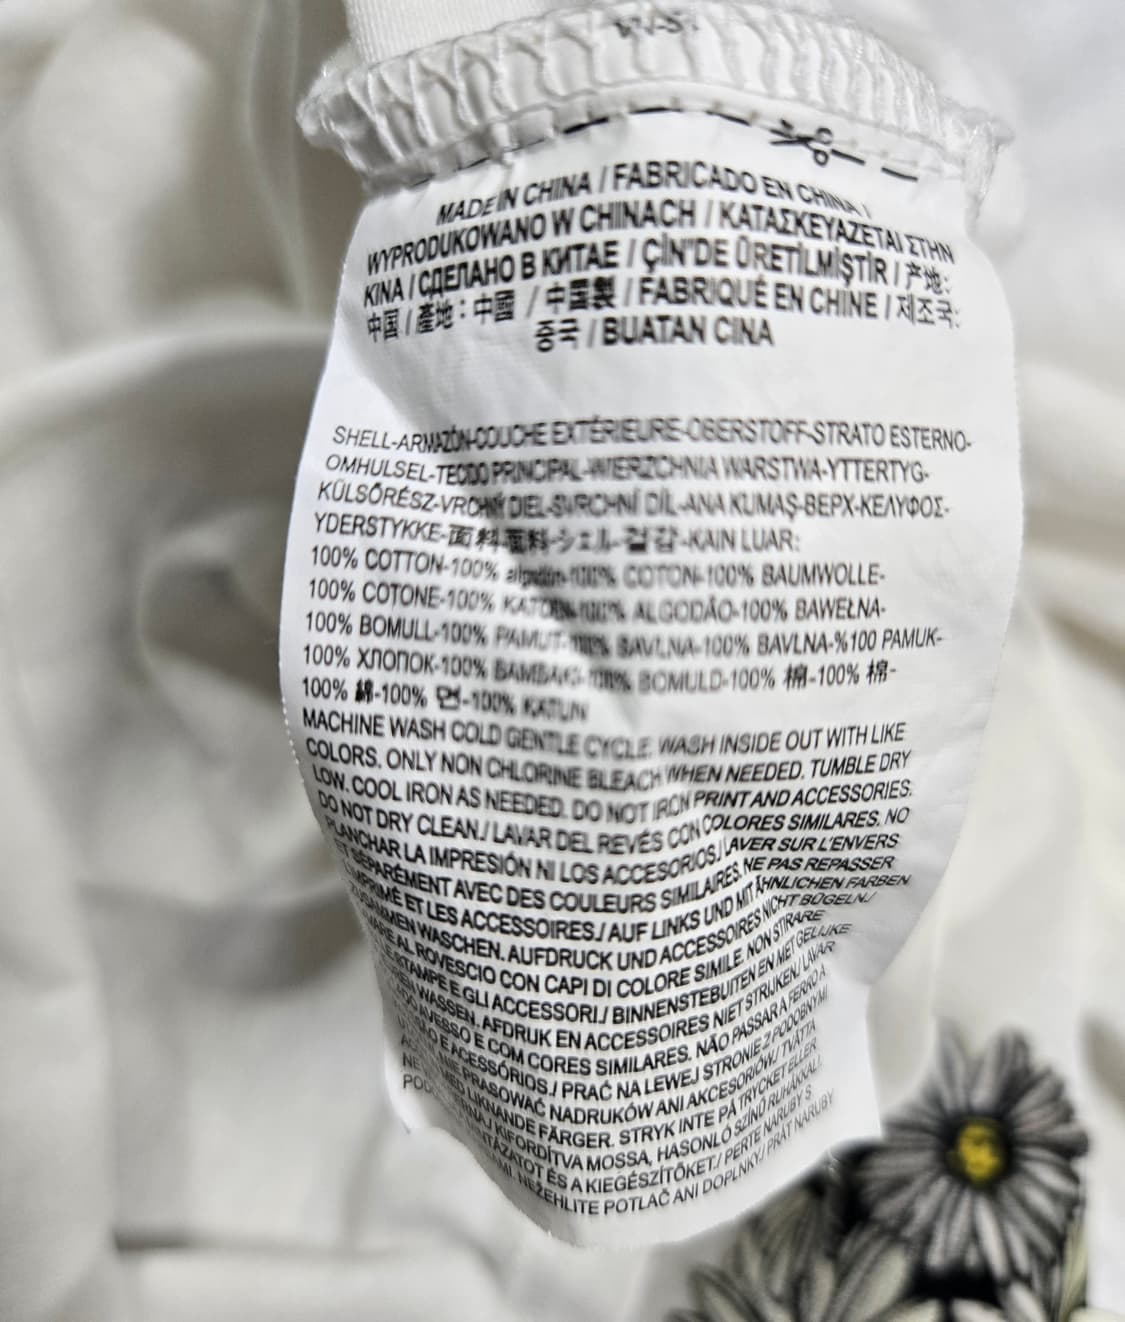 MADE IN CHINA / FABRICADO EN CHINA /
WYPRODUKOWANO W CHINACH / ΚΑΤΑΣΚΕΥΑΖΕΤΑΙ ΣΤΗΝ
ΚΙΝΑ / СДЕЛАНО В КИТАЕ / ÇİN'DE ÜRETİLMİŞTİR / 产地:
中国 / 產地：中國 / 中国製 / FABRIQUÉ EN CHINE / 제조국:
중국 / BUATAN CINA
SHELL-ARMAZÓN-COUCHE EXTÉRIEURE-OBERSTOFF-STRATO ESTERNO-
OMHULSEL-TECIDO PRINCIPAL-WIERZCHNIA WARSTWA-YTTERTYG-
KÜLSŐRÉSZ-VRCHNÝ DIEL-SVRCHNÍ DÍL-ANA KUMAŞ-ВЕРХ-ΚΕΛΥΦΟΣ-
YDERSTYKKE-面料-面料-シェル-겉감-KAIN LUAR:
100% COTTON-100% algodón-100% COTON-100% BAUMWOLLE-
100% COTONE-100% KATOEN-100% ALGODÃO-100% BAWEŁNA-
100% BOMULL-100% PAMUT-100% BAVLNA-100% BAVLNA-%100 PAMUK-
100% ХЛОПОК-100% ΒΑΜΒΑΚΙ-100% BOMULD-100% 棉-100% 棉-
100% 綿-100% 면-100% KATUN
MACHINE WASH COLD GENTLE CYCLE. WASH INSIDE OUT WITH LIKE
COLORS. ONLY NON CHLORINE BLEACH WHEN NEEDED. TUMBLE DRY
LOW. COOL IRON AS NEEDED. DO NOT IRON PRINT AND ACCESSORIES.
DO NOT DRY CLEAN./ LAVAR DEL REVÉS CON COLORES SIMILARES. NO
PLANCHAR LA IMPRESIÓN NI LOS ACCESORIOS./ LAVER SUR L'ENVERS
ET SÉPARÉMENT AVEC DES COULEURS SIMILAIRES. NE PAS REPASSER
IMPRIMÉ ET LES ACCESSOIRES./ AUF LINKS UND MIT ÄHNLICHEN FARBEN
ZUSAMMEN WASCHEN. AUFDRUCK UND ACCESSOIRES NICHT BÜGELN./
LAVARE AL ROVESCIO CON CAPI DI COLORE SIMILE. NON STIRARE
LE STAMPE E GLI ACCESSORI./ BINNENSTEBUITEN EN MET GELIJKE
WASSEN. AFDRUK EN ACCESSOIRES NIET STRIJKEN./ LAVAR
DO AVESSO E COM CORES SIMILARES. NÃO PASSAR A FERRO A
E ACESSÓRIOS./ PRAĆ NA LEWEJ STRONIE Z PODOBNYMI
NIE PRASOWAĆ NADRUKÓW ANI AKCESORIÓW./ TVÄTTA
MED LIKNANDE FÄRGER. STRYK INTE PÅ TRYCKET ELLER
KIFORDÍTVA MOSSA, HASONLÓ SZÍNŰ RUHÁKKAL.
ÉS A KIEGÉSZÍTŐKET./ PERTE NARUBY S
NEŽEHLITE POTLAČ ANI DOPLNKY./ PRÁT NARUBY